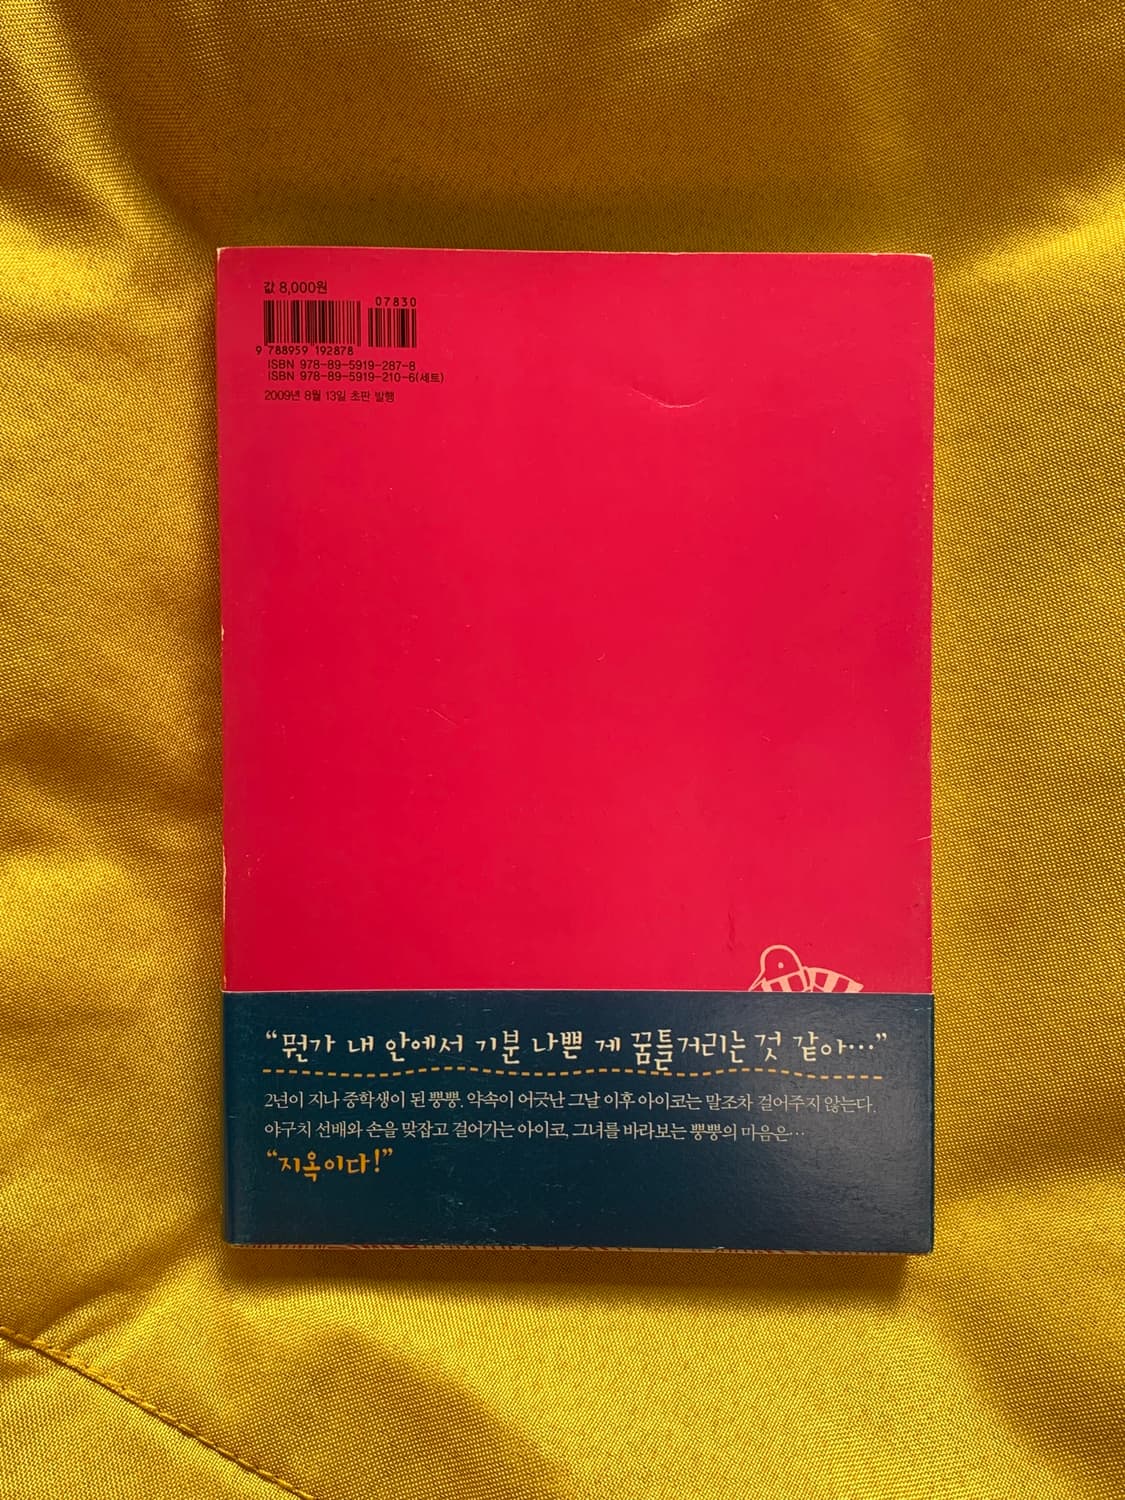 값 8,000원
07830
9 788959 192878
ISBN 978-89-5919-287-8
ISBN 978-89-5919-210-6(세트)
2009년 8월 13일 초판 발행
“뭔가 내 안에서 기분 나쁜 게 꿈틀거리는 것 같아…”
2년이 지나 중학생이 된 뿡뿡. 약속이 어긋난 그날 이후 아이코는 말조차 걸어주지 않는다.
야구치 선배와 손을 맞잡고 걸어가는 아이코, 그녀를 바라보는 뿡뿡의 마음은…
“지옥이다!”